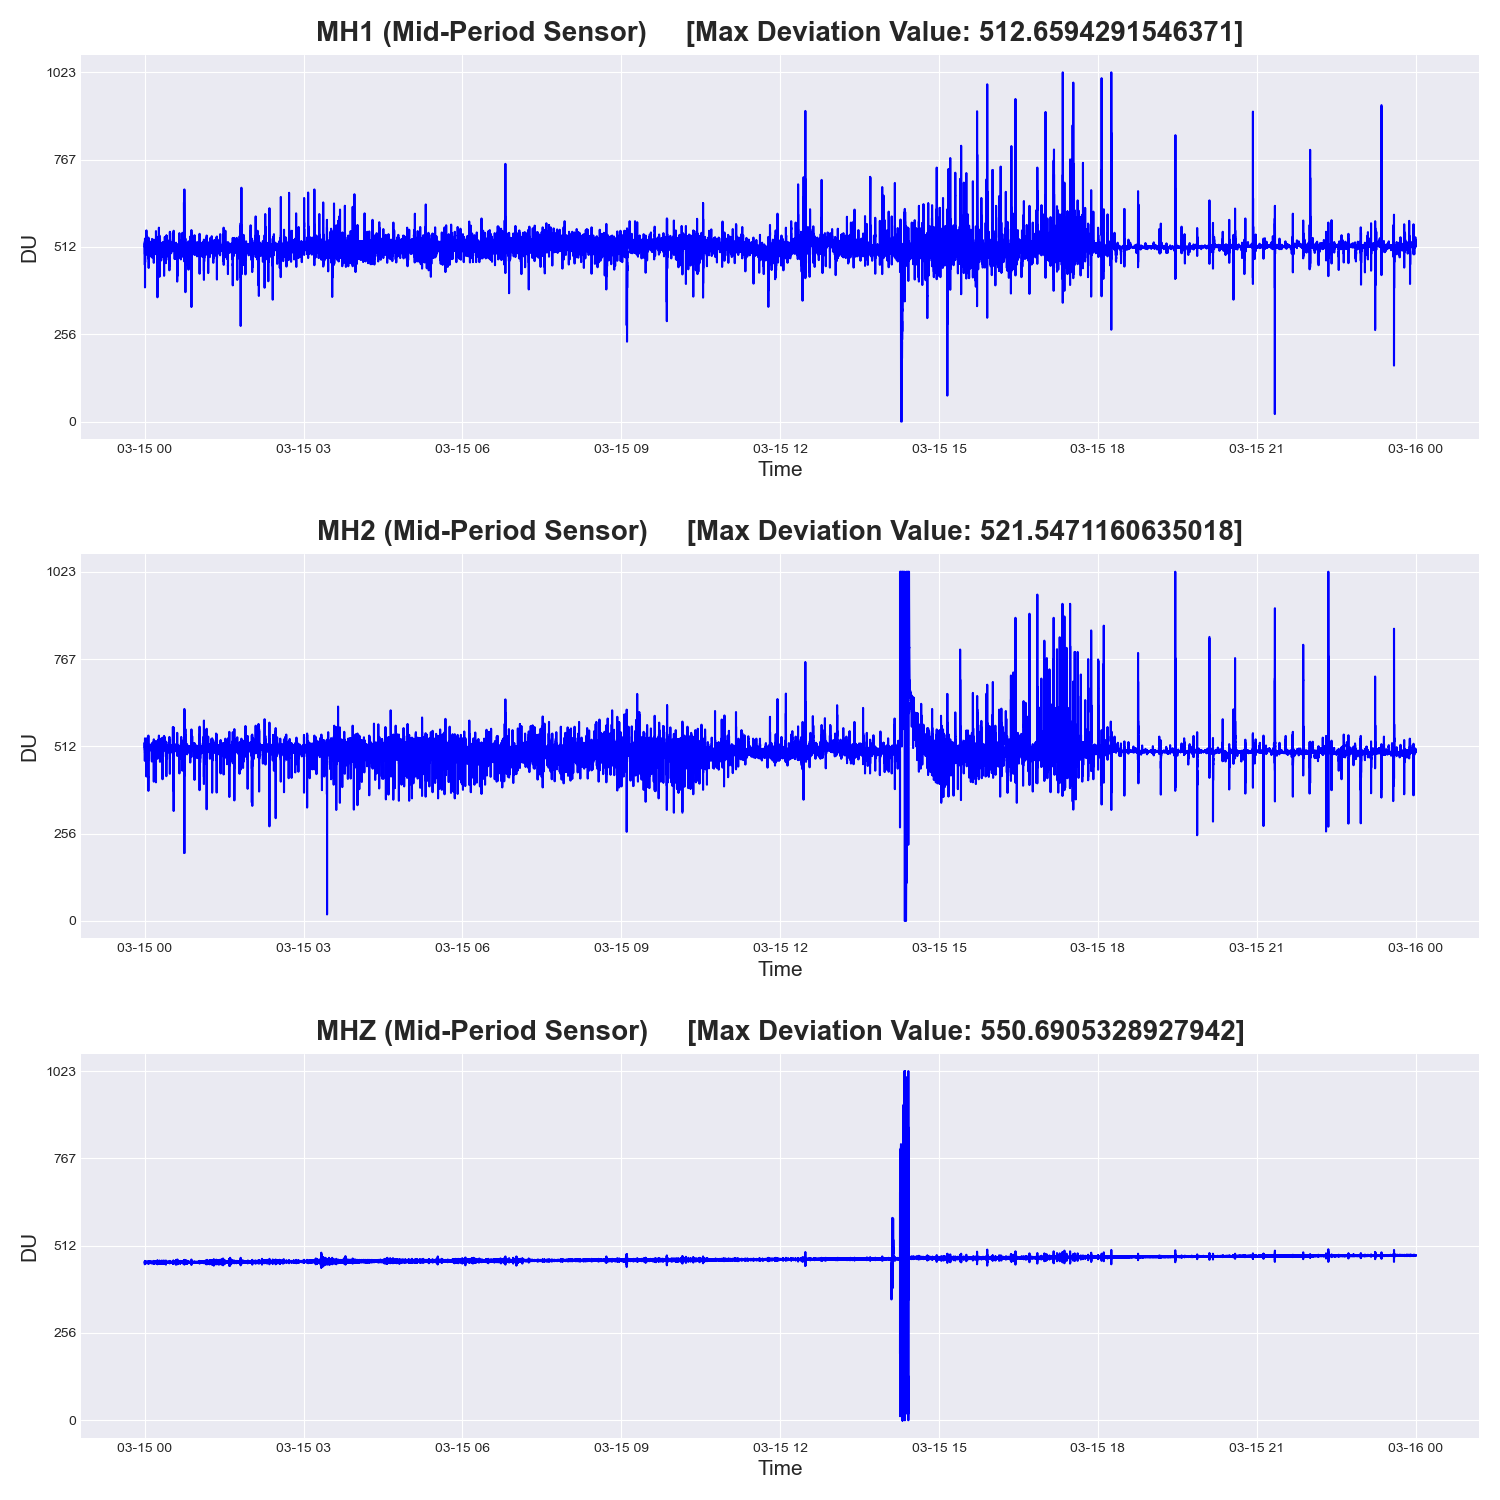 MH1 (Mid-Period Sensor) [Max Deviation Value: 512.6594291546371]
1023
767
512
256
0
DU
03-15 00 03-15 03 03-15 06 03-15 09 03-15 12 03-15 15 03-15 18 03-15 21 03-16 00
Time
MH2 (Mid-Period Sensor) [Max Deviation Value: 521.5471160635018]
1023
767
512
256
0
DU
03-15 00 03-15 03 03-15 06 03-15 09 03-15 12 03-15 15 03-15 18 03-15 21 03-16 00
Time
MHZ (Mid-Period Sensor) [Max Deviation Value: 550.6905328927942]
1023
767
512
256
0
DU
03-15 00 03-15 03 03-15 06 03-15 09 03-15 12 03-15 15 03-15 18 03-15 21 03-16 00
Time